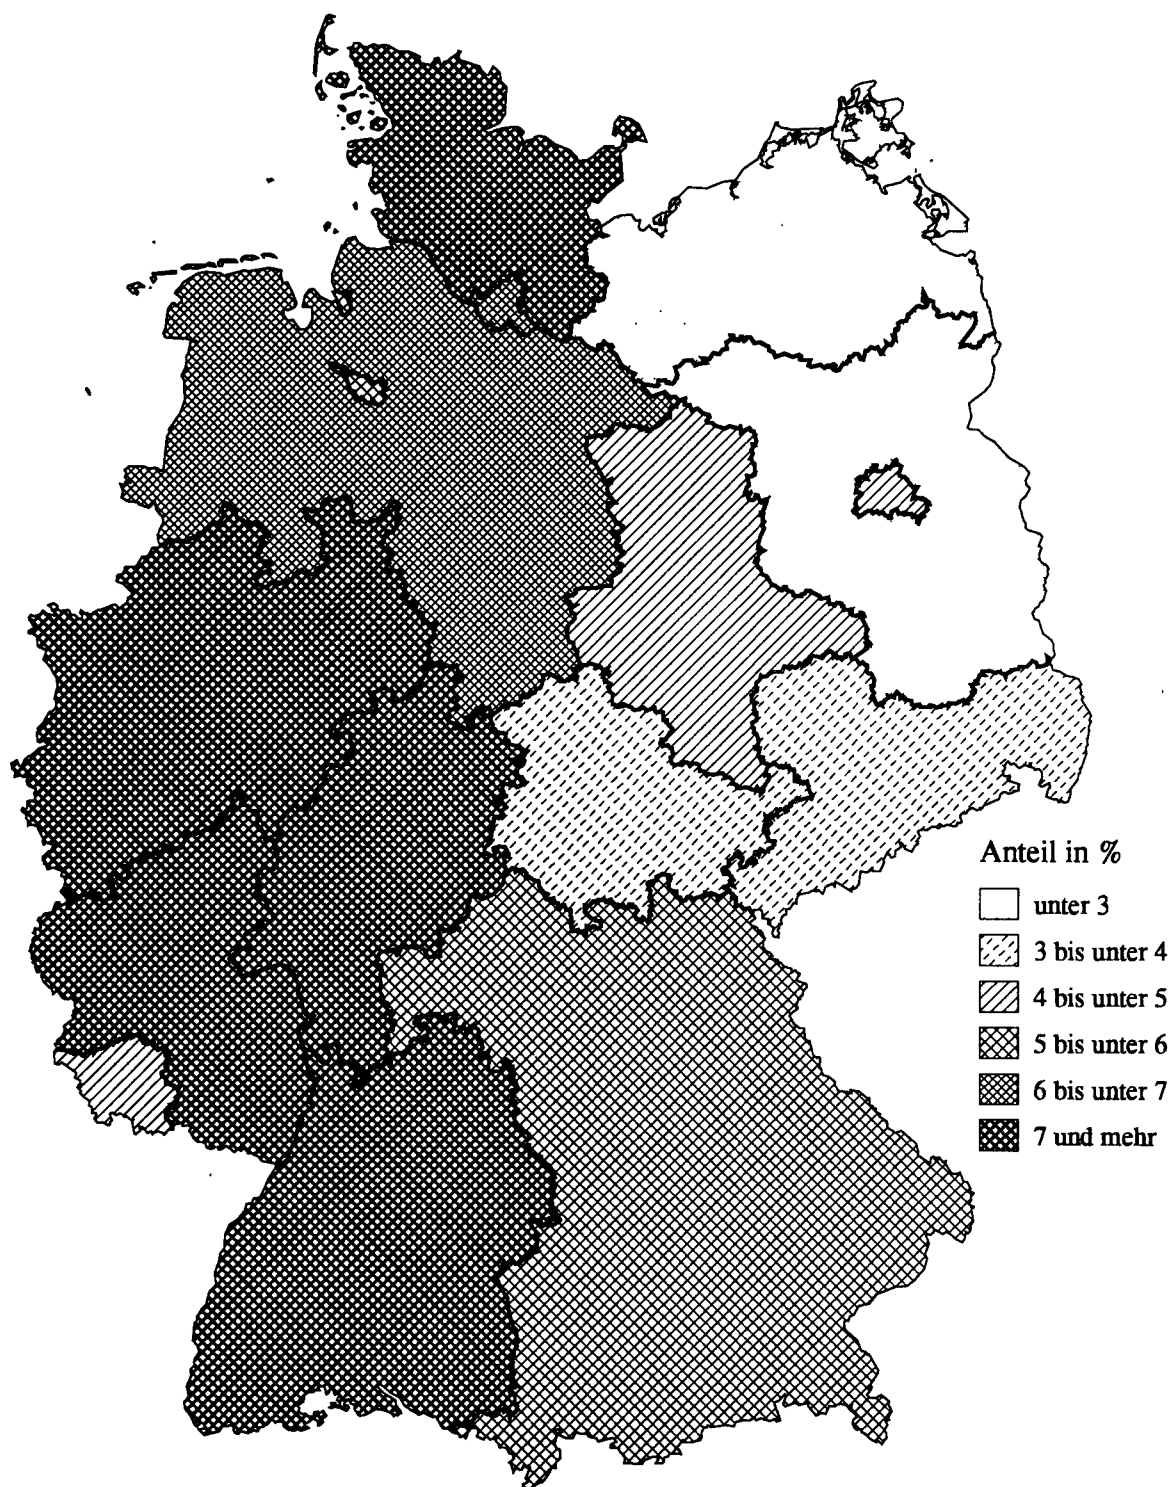 Anteil in %
unter 3
3 bis unter 4
4 bis unter 5
5 bis unter 6
6 bis unter 7
7 und mehr